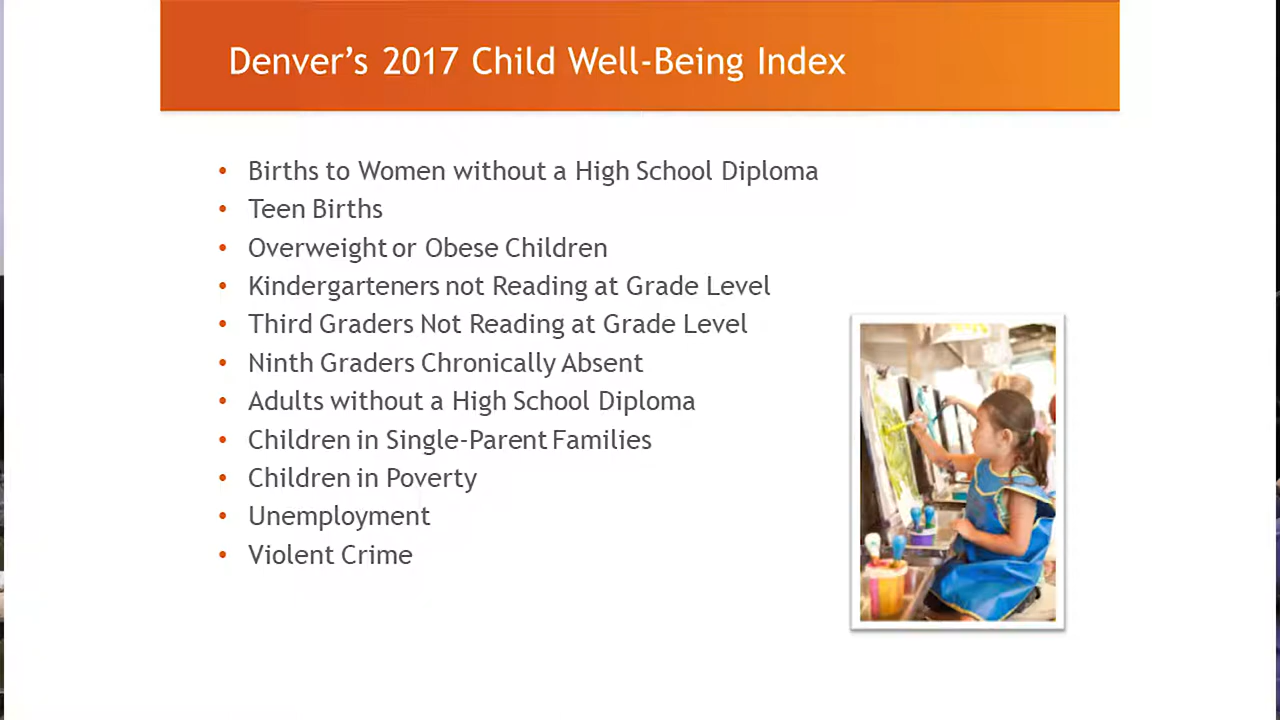 Denver’s 2017 Child Well-Being Index
• Births to Women without a High School Diploma
• Teen Births
• Overweight or Obese Children
• Kindergarteners not Reading at Grade Level
• Third Graders Not Reading at Grade Level
• Ninth Graders Chronically Absent
• Adults without a High School Diploma
• Children in Single-Parent Families
• Children in Poverty
• Unemployment
• Violent Crime